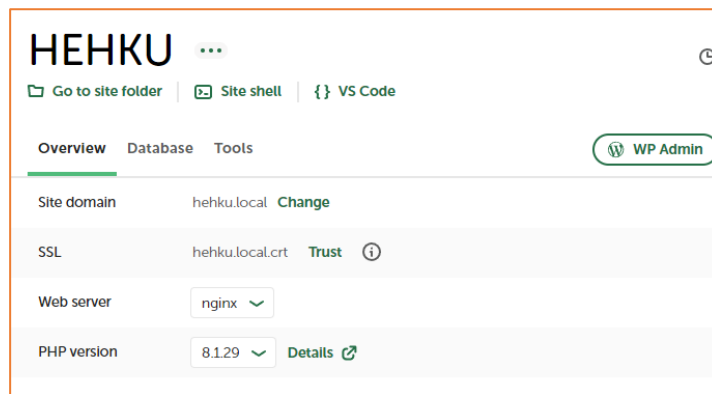 HEHKU ...
Go to site folder Site shell VS Code
Overview Database Tools WP Admin
Site domain hehku.local Change
SSL hehku.local.crt Trust
Web server nginx
PHP version 8.1.29 Details